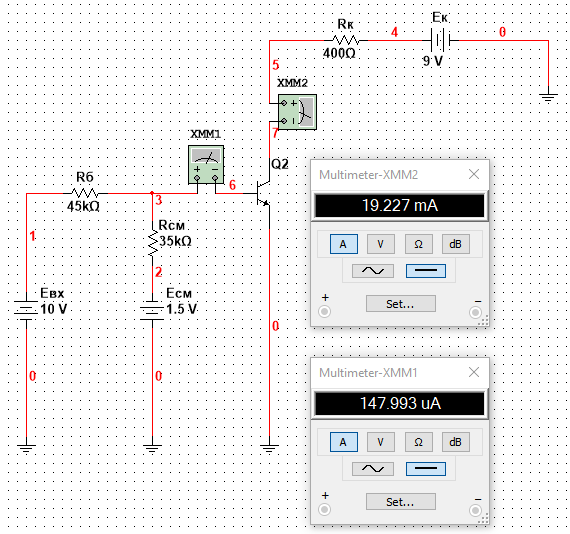 Rк
400Ω
4
Eк
9 V
0
5
XMM2
7
XMM1
6
Q2
Rб
45kΩ
3
Rсм
35kΩ
1
2
Eвх
10 V
Eсм
1.5 V
0
0
0
Multimeter-XMM2
19.227 mA
A V Ω dB
Set...
+ −
Multimeter-XMM1
147.993 uA
A V Ω dB
Set...
+ −